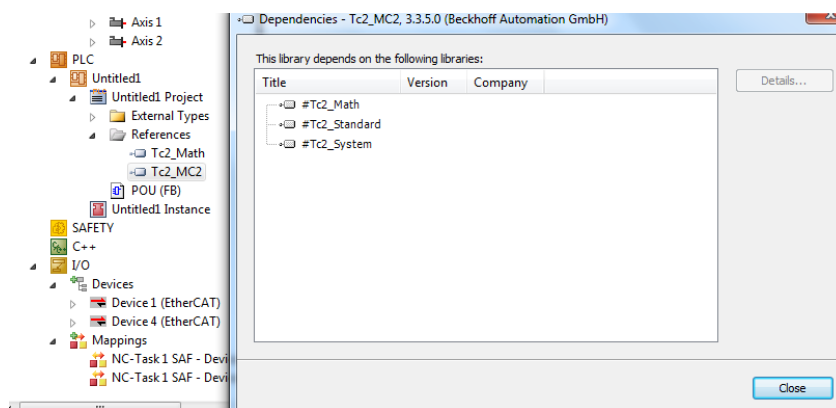 Axis 1
Axis 2
PLC
Untitled1
Untitled1 Project
External Types
References
Tc2_Math
Tc2_MC2
POU (FB)
Untitled1 Instance
SAFETY
C++
I/O
Devices
Device 1 (EtherCAT)
Device 4 (EtherCAT)
Mappings
NC-Task 1 SAF - Devi
NC-Task 1 SAF - Devi
Dependencies - Tc2_MC2, 3.3.5.0 (Beckhoff Automation GmbH)
This library depends on the following libraries:
Title Version Company
#Tc2_Math
#Tc2_Standard
#Tc2_System
Details...
Close